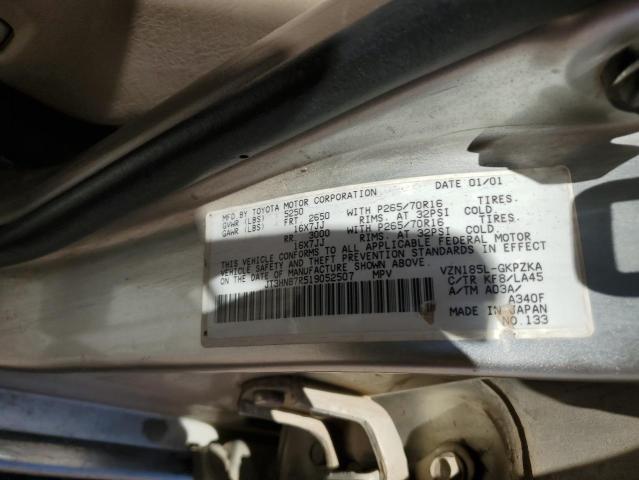 MFD BY TOYOTA MOTOR CORPORATION DATE 01/01
GVWR (LBS) 5250
GAWR (LBS) FRT 2650 WITH P265/70R16 TIRES.
16X7JJ RIMS. AT 32PSI COLD.
RR 3000 WITH P265/70R16 TIRES.
16X7JJ RIMS. AT 32PSI COLD.
THIS VEHICLE CONFORMS TO ALL APPLICABLE FEDERAL MOTOR
VEHICLE SAFETY AND THEFT PREVENTION STANDARDS IN EFFECT
ON THE DATE OF MANUFACTURE SHOWN ABOVE.
JT3HN87R519052507 MPV
VZN185L-GKPZKA
C/TR KF8/LA45
A/TM A03A/
A340F
MADE IN JAPAN
NO.133